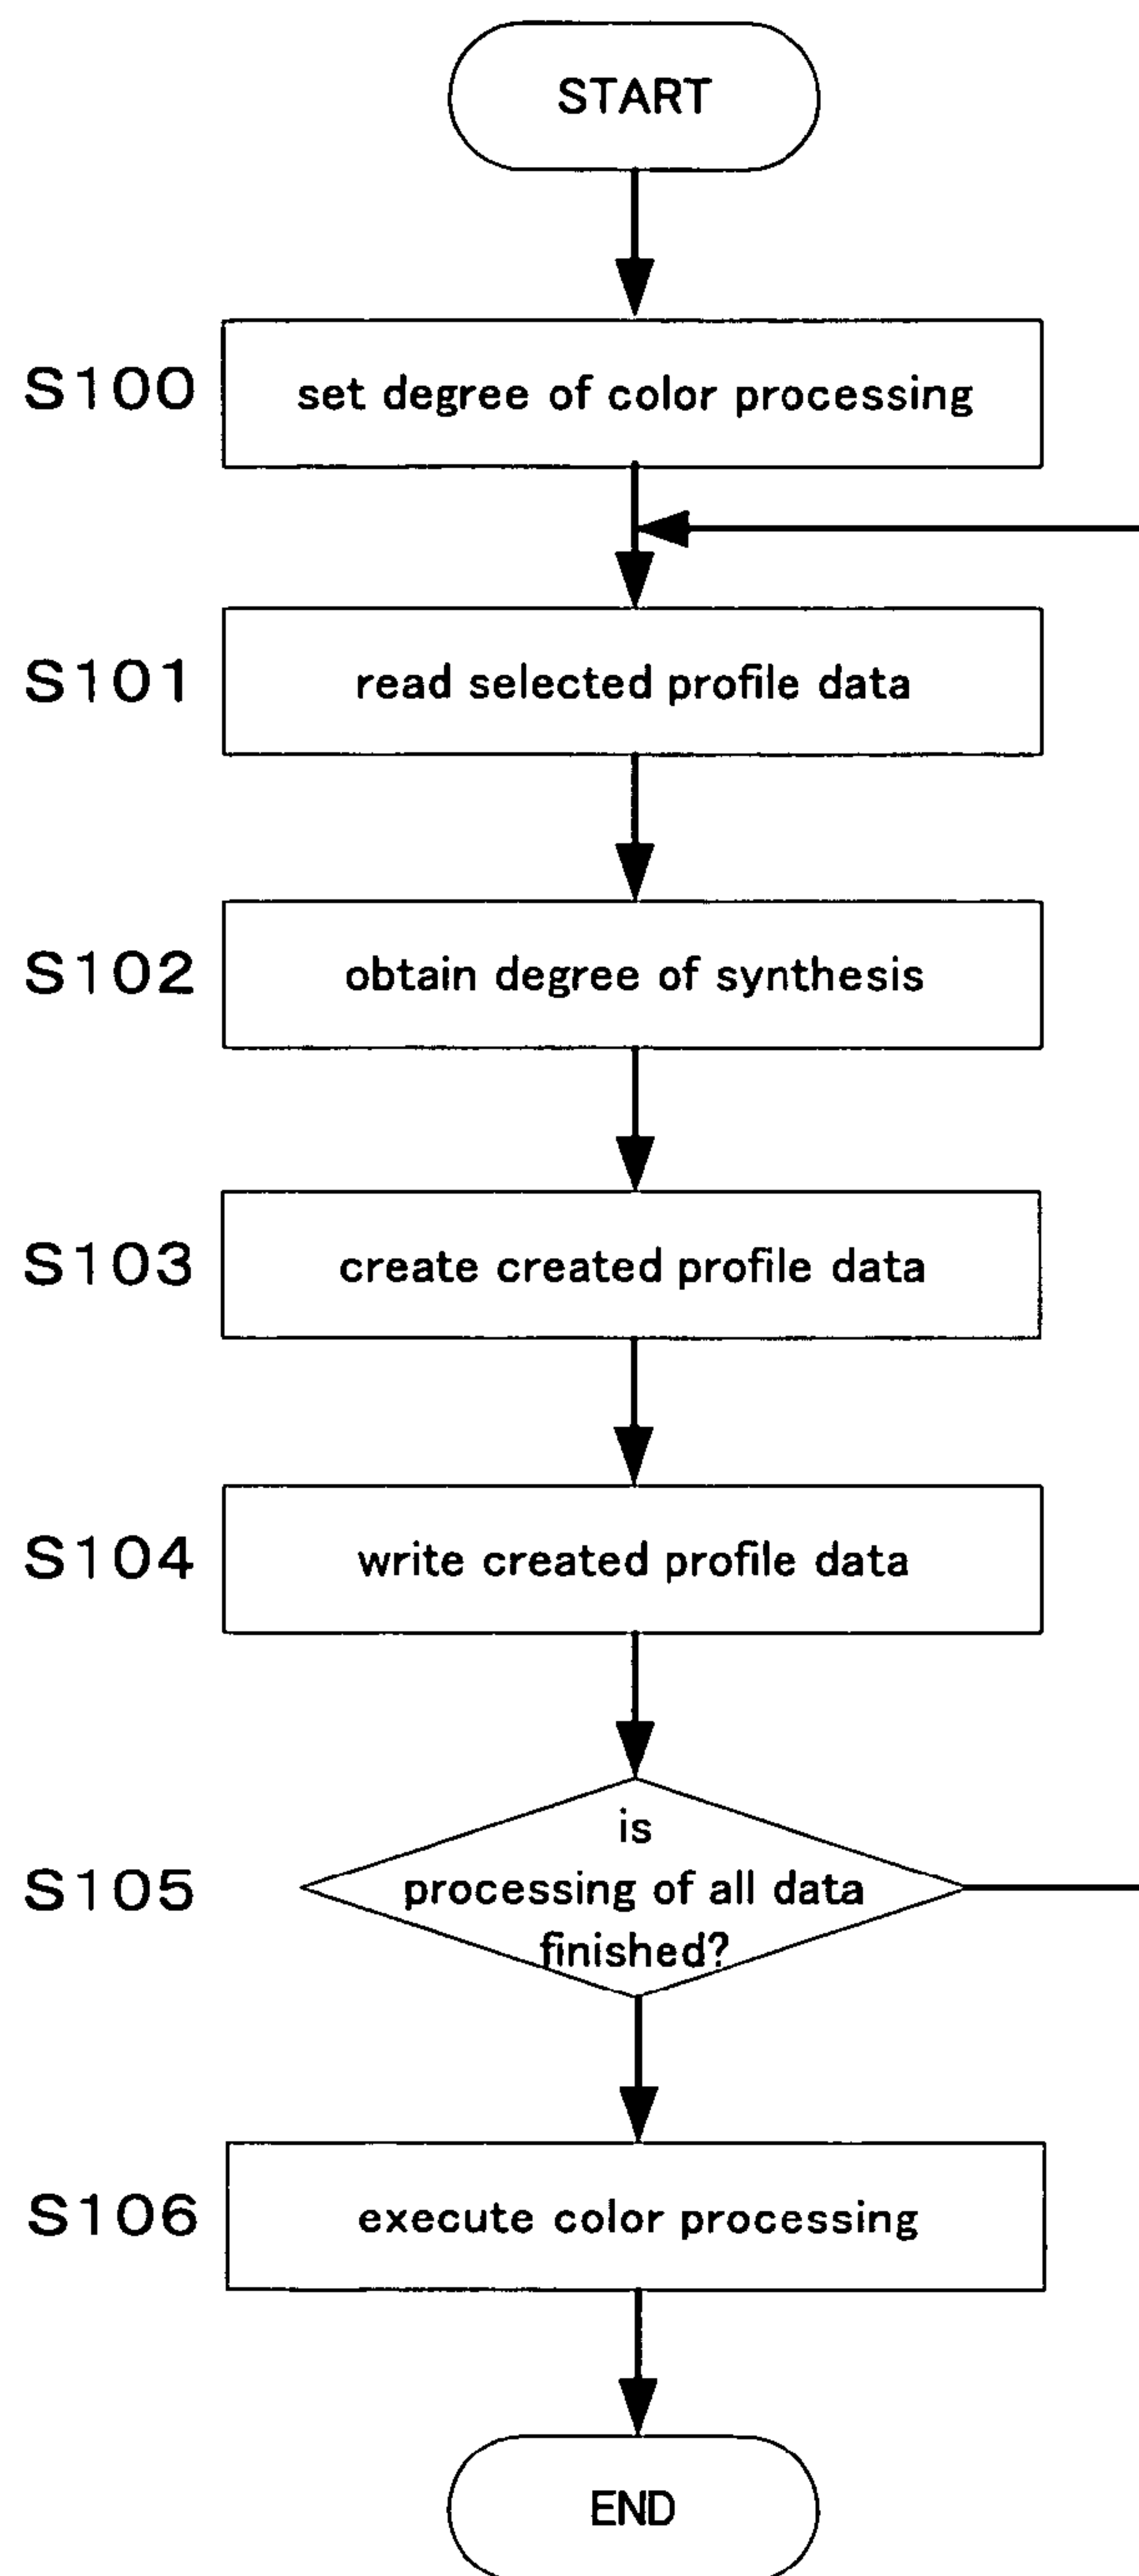 START
S100
set degree of color processing
S101
read selected profile data
S102
obtain degree of synthesis
S103
create created profile data
S104
write created profile data
S105
is
processing of all data
finished?
S106
execute color processing
END